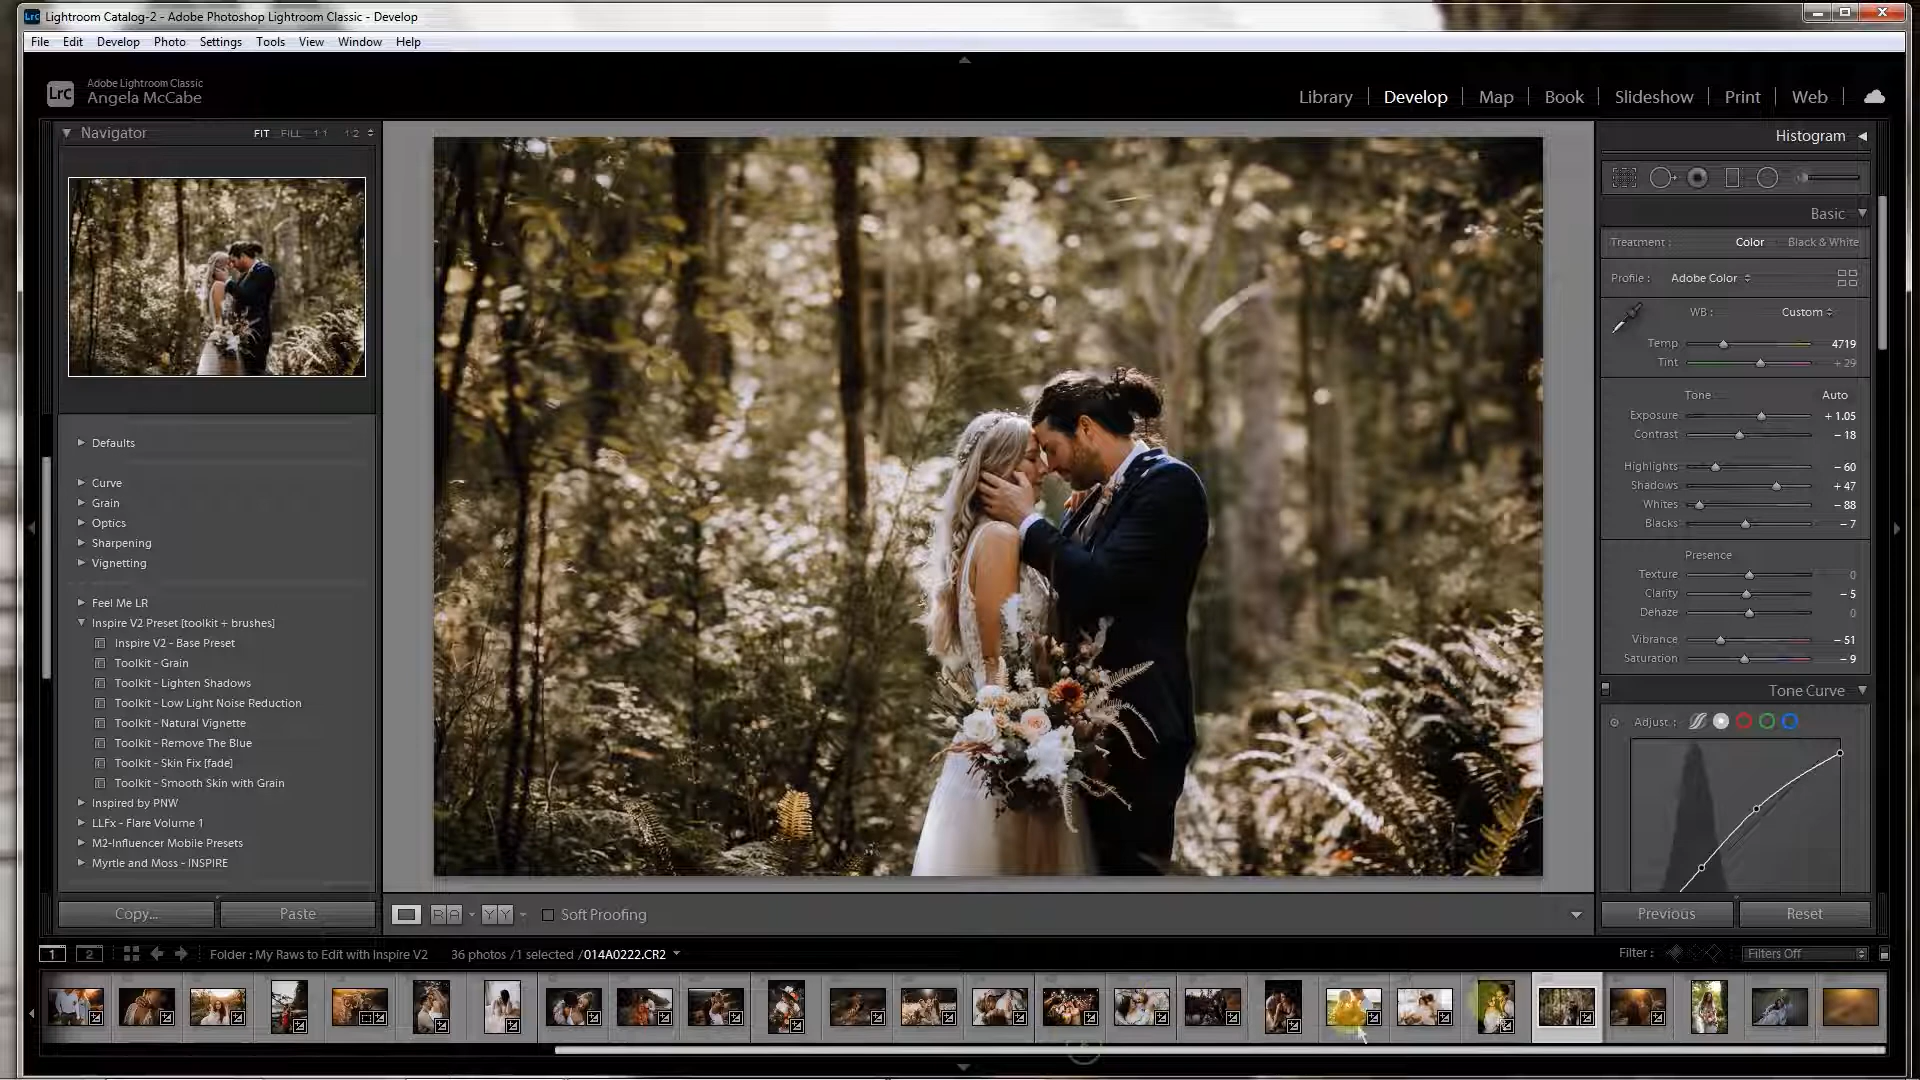 Lightroom Catalog-2 - Adobe Photoshop Lightroom Classic - Develop
File Edit Develop Photo Settings Tools View Window Help
Lrc
Adobe Lightroom Classic
Angela McCabe
Library Develop Map Book Slideshow Print Web
Navigator FIT FILL 1:1 1:2
Histogram
Basic
Treatment : Color Black & White
Profile : Adobe Color
WB : Custom
Temp 4719
Tint + 29
Tone Auto
Exposure + 1.05
Contrast - 18
Highlights - 60
Shadows + 47
Whites - 88
Blacks - 7
Presence
Texture 0
Clarity - 5
Dehaze 0
Vibrance - 51
Saturation - 9
Tone Curve
Adjust :
Defaults
Curve
Grain
Optics
Sharpening
Vignetting
Feel Me LR
Inspire V2 Preset [toolkit + brushes]
Inspire V2 - Base Preset
Toolkit - Grain
Toolkit - Lighten Shadows
Toolkit - Low Light Noise Reduction
Toolkit - Natural Vignette
Toolkit - Remove The Blue
Toolkit - Skin Fix [fade]
Toolkit - Smooth Skin with Grain
Inspired by PNW
LLFx - Flare Volume 1
M2-Influencer Mobile Presets
Myrtle and Moss - INSPIRE
Copy... Paste
R A Y Y Soft Proofing
Previous Reset
1 2 Folder : My Raws to Edit with Inspire V2 36 photos /1 selected /014A0222.CR2
Filter : Filters Off